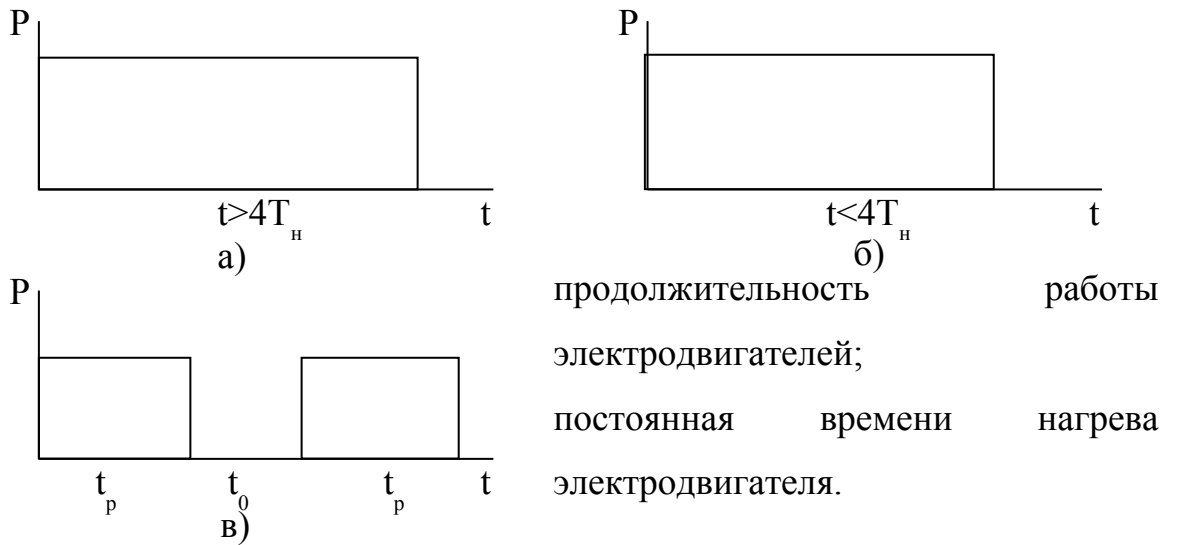 P
P
t>4Tн t
t<4Tн t
а)
б)
P
продолжительность работы
электродвигателей;
постоянная времени нагрева
электродвигателя.
tр t0 tр t
в)